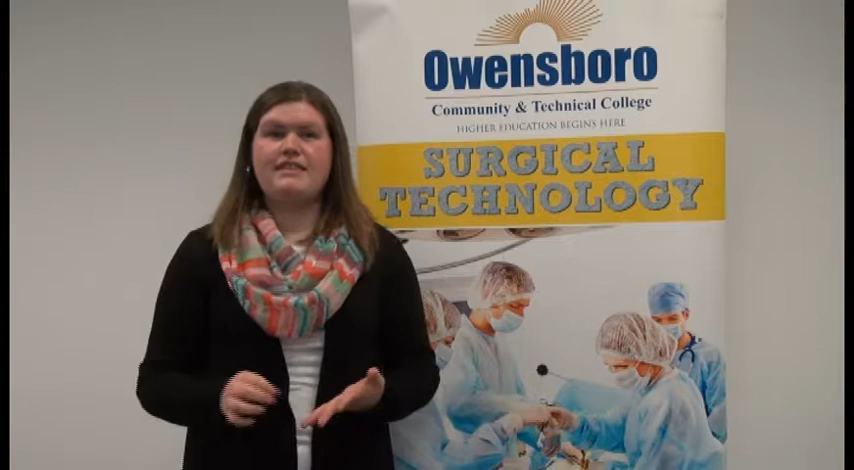 Owensboro
COMMUNITY & TECHNICAL COLLEGE
HIGHER EDUCATION BEGINS HERE
SURGICAL
TECHNOLOGY